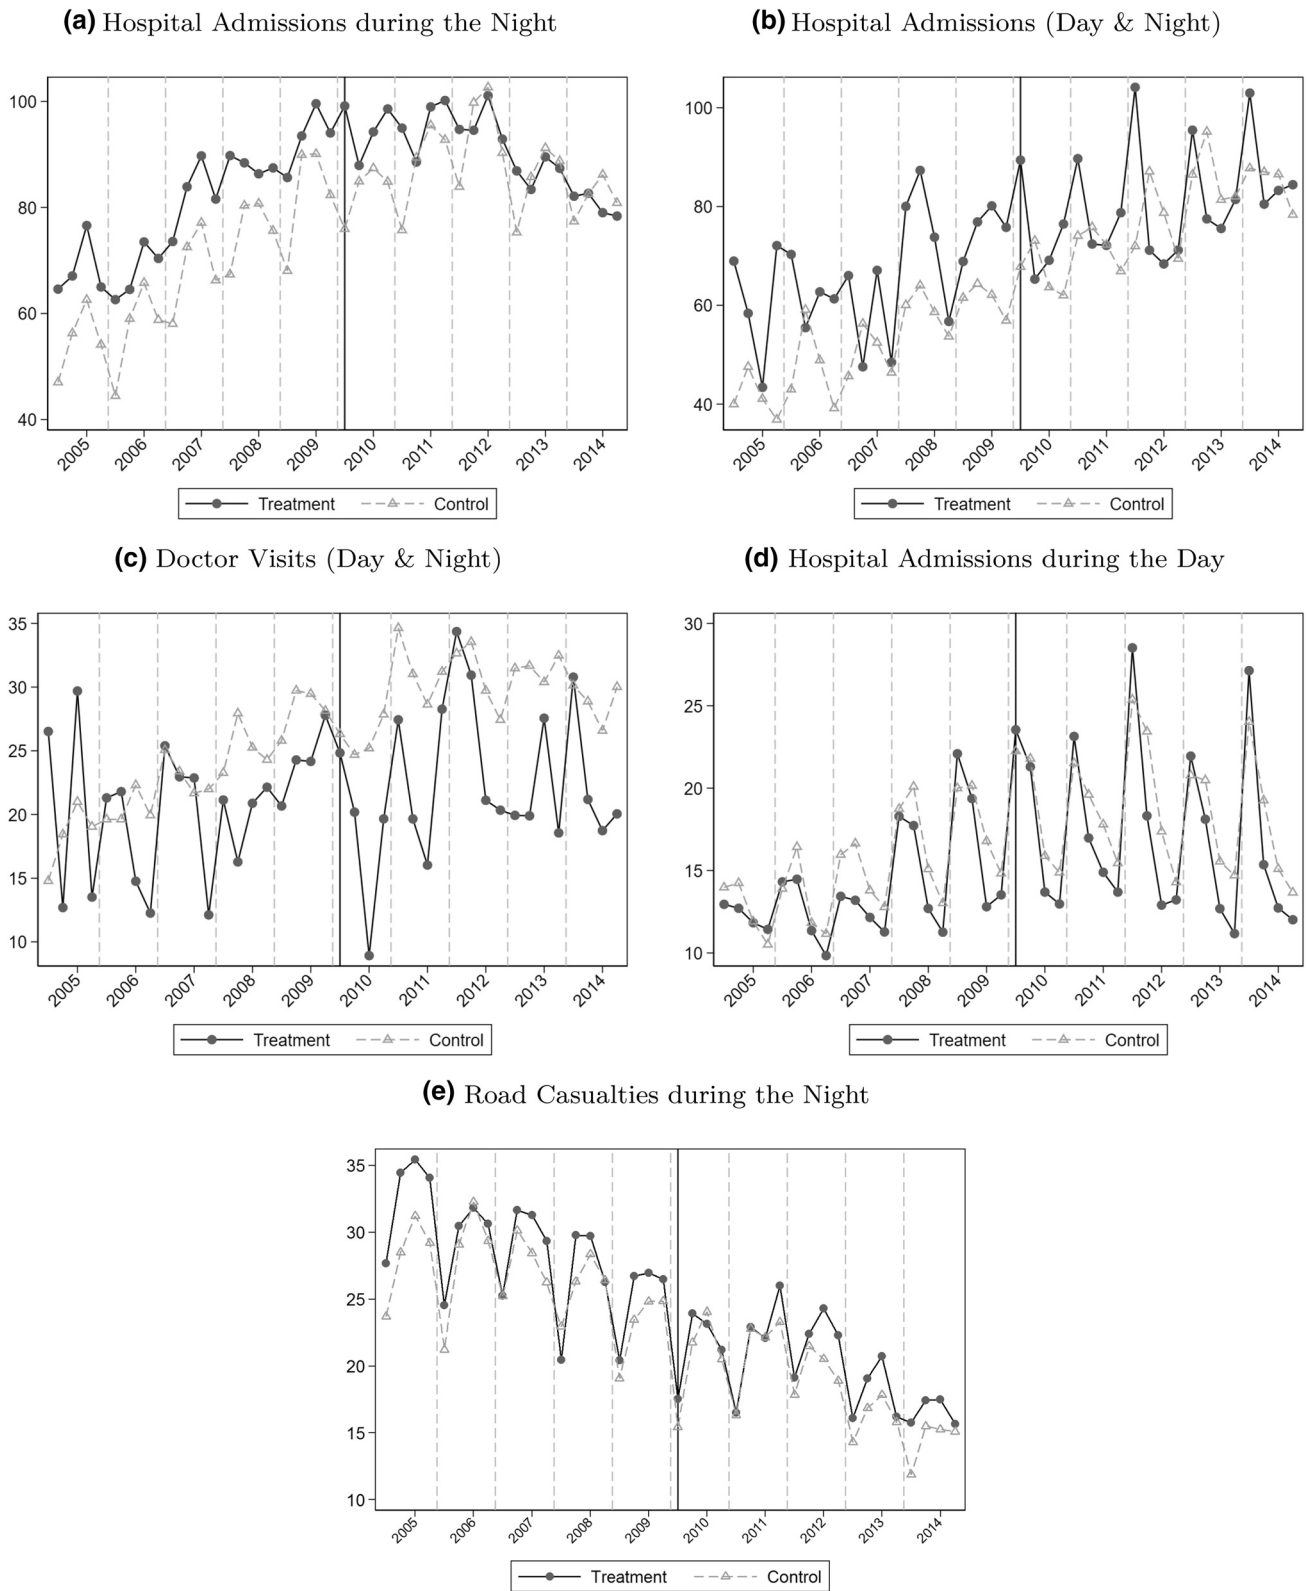 (a) Hospital Admissions during the Night
(b) Hospital Admissions (Day & Night)
100
80
60
40
2005 2006 2007 2008 2009 2010 2011 2012 2013 2014
Treatment Control
100
80
60
40
2005 2006 2007 2008 2009 2010 2011 2012 2013 2014
Treatment Control
(c) Doctor Visits (Day & Night)
(d) Hospital Admissions during the Day
35
30
25
20
15
10
2005 2006 2007 2008 2009 2010 2011 2012 2013 2014
Treatment Control
30
25
20
15
10
2005 2006 2007 2008 2009 2010 2011 2012 2013 2014
Treatment Control
(e) Road Casualties during the Night
35
30
25
20
15
10
2005 2006 2007 2008 2009 2010 2011 2012 2013 2014
Treatment Control